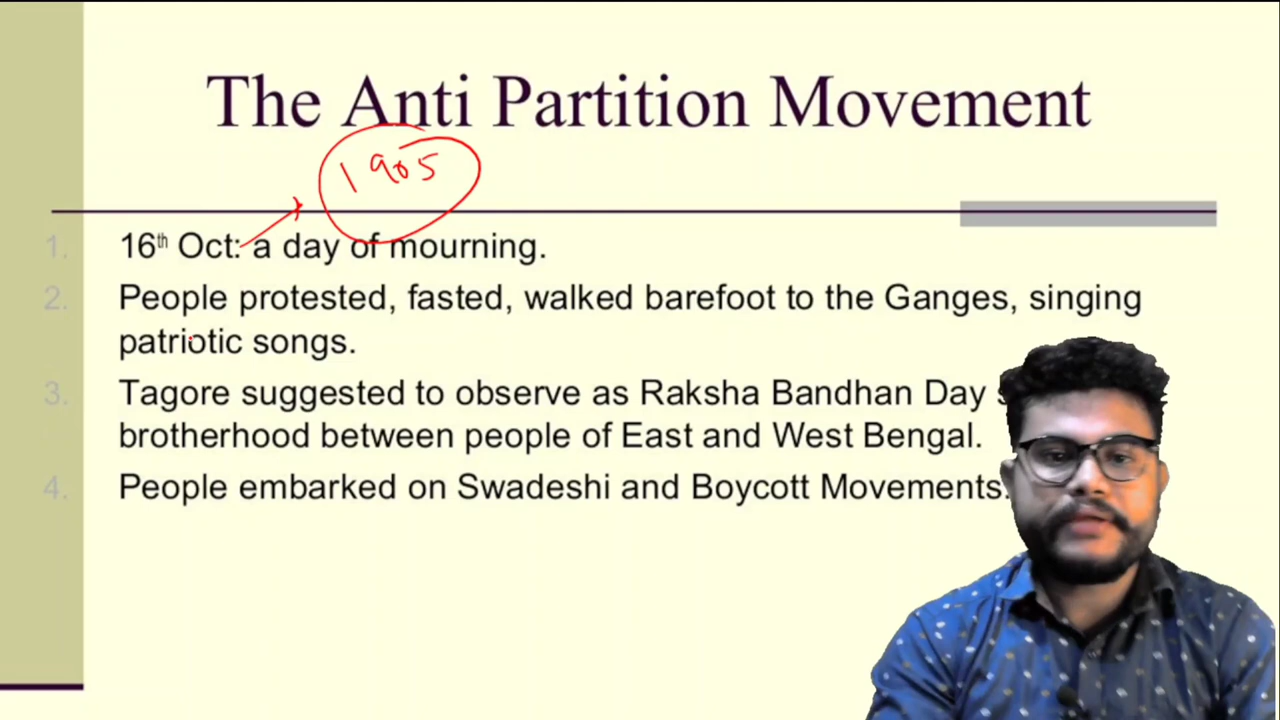 The Anti Partition Movement
1905
1. 16th Oct: a day of mourning.
2. People protested, fasted, walked barefoot to the Ganges, singing
patriotic songs.
3. Tagore suggested to observe as Raksha Bandhan Day
brotherhood between people of East and West Bengal.
4. People embarked on Swadeshi and Boycott Movements.